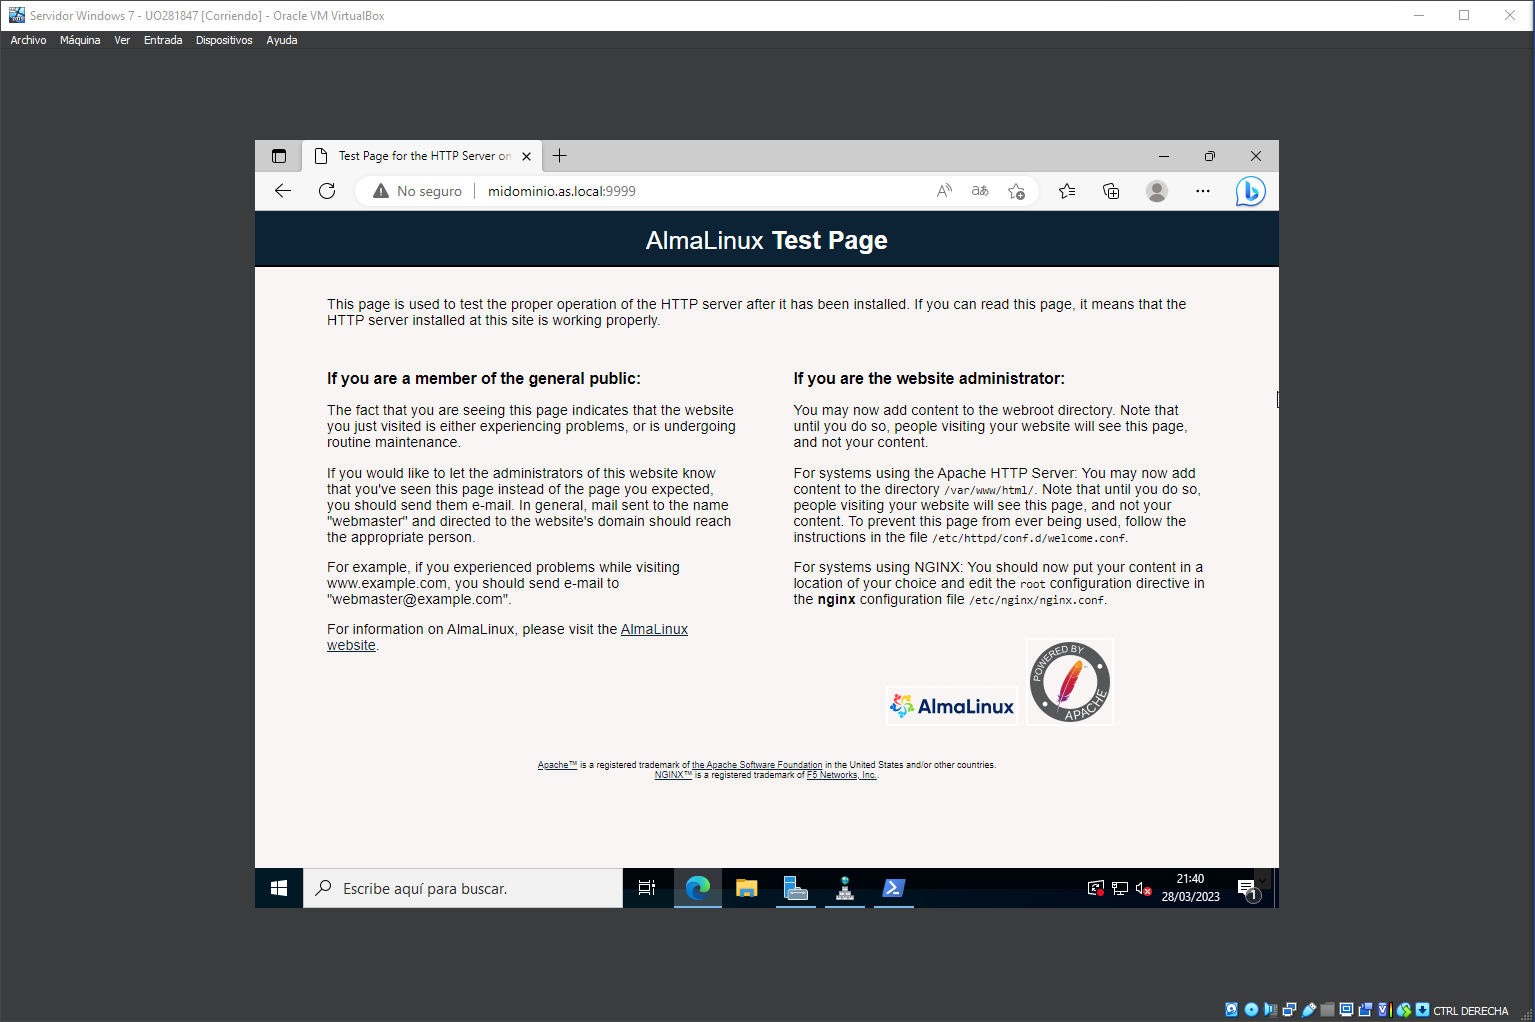 Servidor Windows 7 - UO281847 [Corriendo] - Oracle VM VirtualBox
Archivo Máquina Ver Entrada Dispositivos Ayuda
Test Page for the HTTP Server on
No seguro midominio.as.local:9999
AlmaLinux Test Page
This page is used to test the proper operation of the HTTP server after it has been installed. If you can read this page, it means that the
HTTP server installed at this site is working properly.
If you are a member of the general public:
The fact that you are seeing this page indicates that the website
you just visited is either experiencing problems, or is undergoing
routine maintenance.
If you would like to let the administrators of this website know
that you've seen this page instead of the page you expected,
you should send them e-mail. In general, mail sent to the name
"webmaster" and directed to the website's domain should reach
the appropriate person.
For example, if you experienced problems while visiting
www.example.com, you should send e-mail to
"webmaster@example.com".
For information on AlmaLinux, please visit the AlmaLinux
website.
If you are the website administrator:
You may now add content to the webroot directory. Note that
until you do so, people visiting your website will see this page,
and not your content.
For systems using the Apache HTTP Server: You may now add
content to the directory /var/www/html/. Note that until you do so,
people visiting your website will see this page, and not your
content. To prevent this page from ever being used, follow the
instructions in the file /etc/httpd/conf.d/welcome.conf.
For systems using NGINX: You should now put your content in a
location of your choice and edit the root configuration directive in
the nginx configuration file /etc/nginx/nginx.conf.
AlmaLinux
POWERED BY
APACHE
Apache™ is a registered trademark of the Apache Software Foundation in the United States and/or other countries.
NGINX™ is a registered trademark of F5 Networks, Inc..
Escribe aquí para buscar.
21:40
28/03/2023
1
CTRL DERECHA